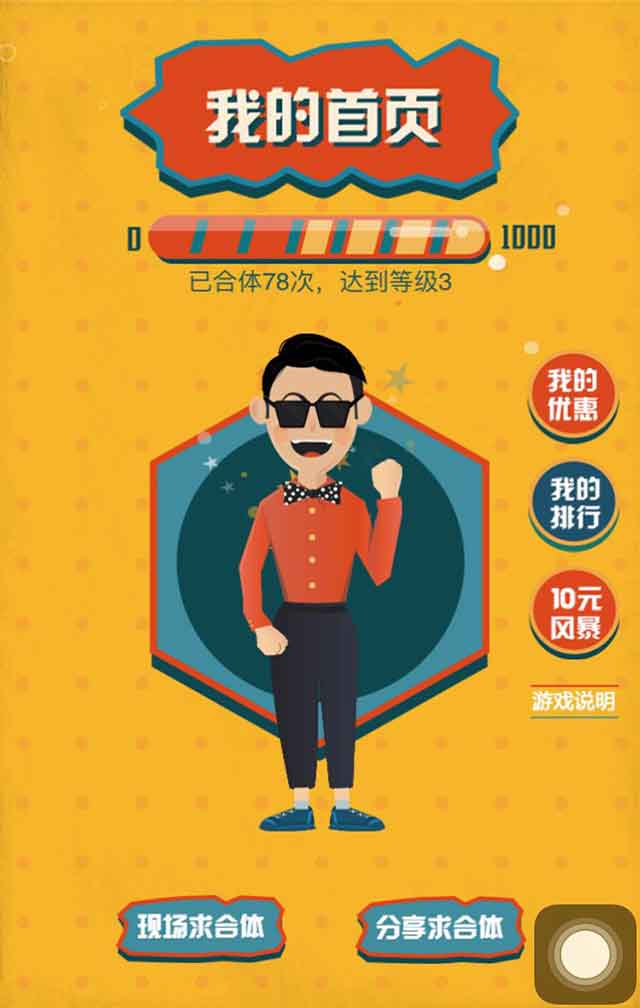 我的首页
0
1000
已合体78次，达到等级3
我的
优惠
我的
排行
10元
风暴
游戏说明
现场求合体
分享求合体